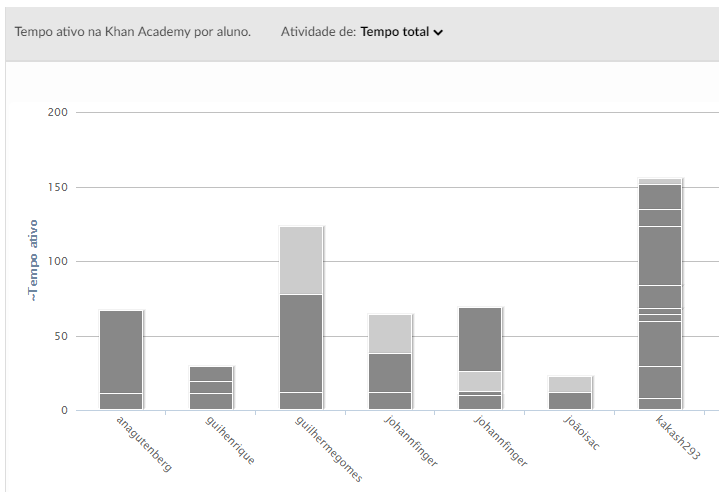 Tempo ativo na Khan Academy por aluno. Atividade de: Tempo total
200
150
100
50
0
~Tempo ativo
anagutenberg
guihenrique
guilhermegomes
johannfinger
johannfinger
joãoisac
kakash293